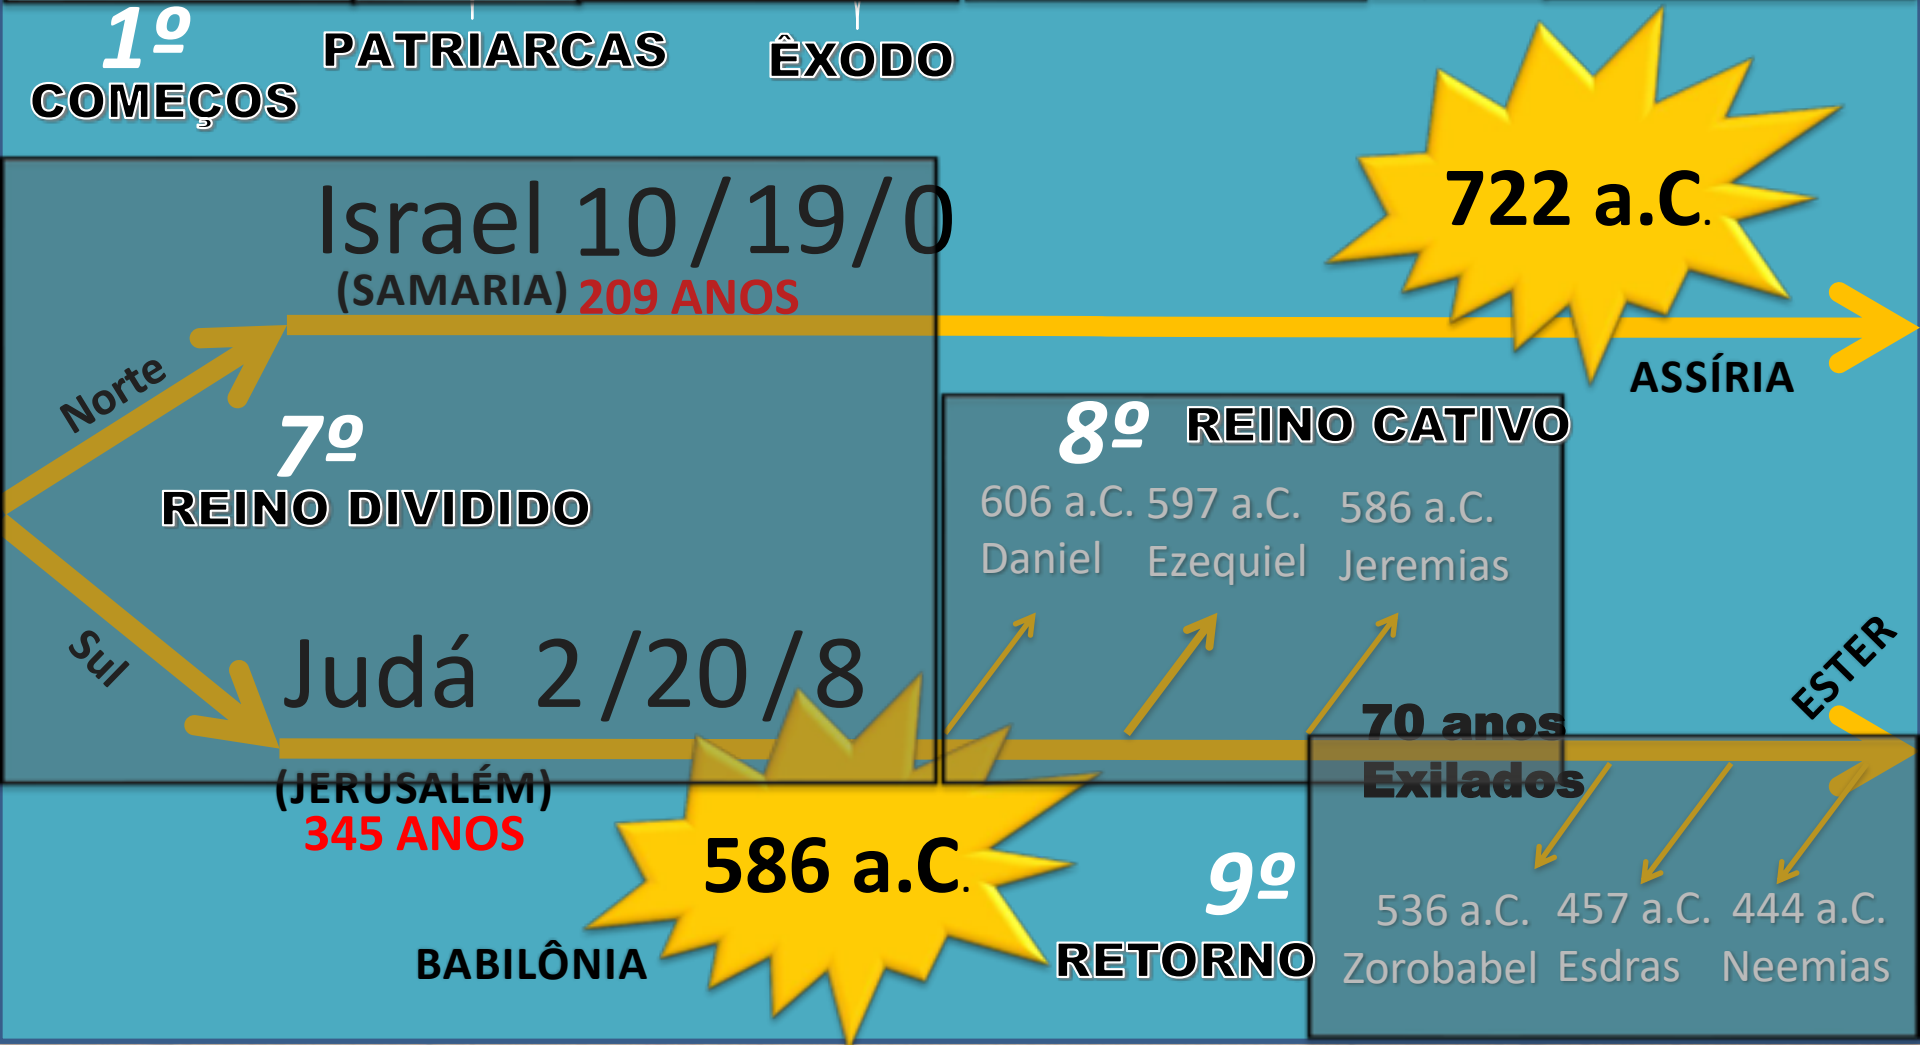 1º
COMEÇOS
PATRIARCAS
ÊXODO
722 a.C.
Israel 10/19/0
(SAMARIA) 209 ANOS
ASSÍRIA
Norte
7º
REINO DIVIDIDO
8º REINO CATIVO
606 a.C. 597 a.C. 586 a.C.
Daniel Ezequiel Jeremias
Sul
Judá 2/20/8
ESTER
70 anos
Exilados
(JERUSALÉM)
345 ANOS
586 a.C.
BABILÔNIA
9º
RETORNO
536 a.C. 457 a.C. 444 a.C.
Zorobabel Esdras Neemias